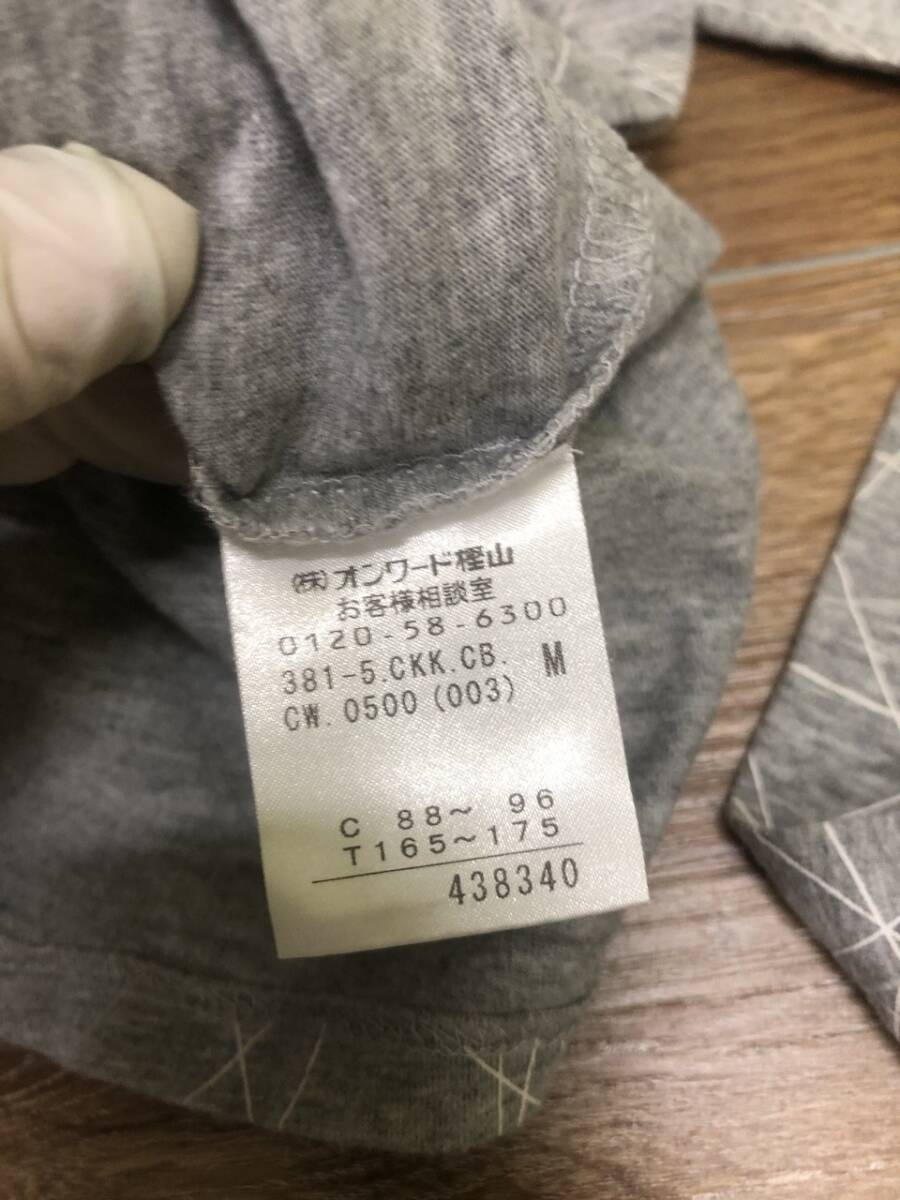 ㈱オンワード樫山
お客様相談室
0120-58-6300
381-5.CKK.CB. M
CW.0500(003)
C 88～ 96
T165～175
438340